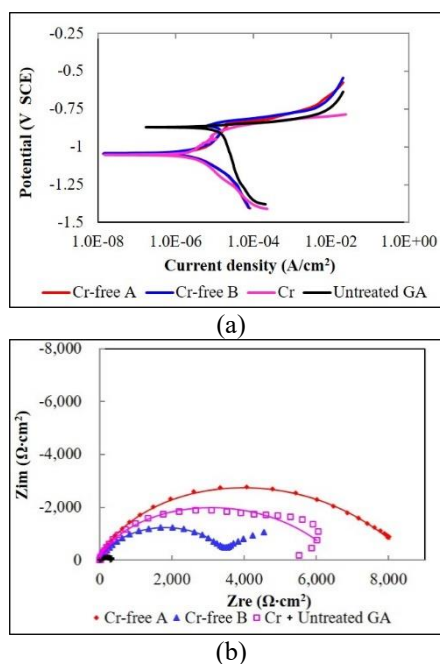 -0.25
-0.5
-0.75
-1
-1.25
-1.5
Potential (V SCE)
1.0E-08 1.0E-06 1.0E-04 1.0E-02 1.0E+00
Current density (A/cm²)
Cr-free A Cr-free B Cr Untreated GA
(a)
-8,000
-6,000
-4,000
-2,000
0
Zim (Ω·cm²)
0 2,000 4,000 6,000 8,000
Zre (Ω·cm²)
Cr-free A Cr-free B Cr Untreated GA
(b)